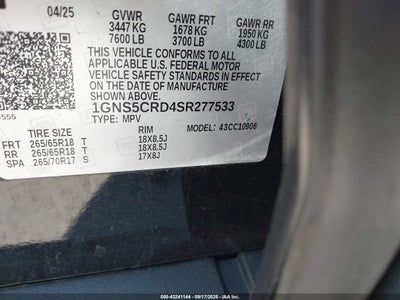 04/25 GVWR GAWR FRT GAWR RR
3447 KG 1678 KG 1950 KG
7600 LB 3700 LB 4300 LB
THIS VEHICLE CONFORMS TO ALL
APPLICABLE U.S. FEDERAL MOTOR
VEHICLE SAFETY STANDARDS IN
EFFECT ON THE DATE OF
MANUFACTURE SHOWN ABOVE.
1GNS5CRD4SR277533
TYPE: MPV 43CC10906
TIRE SIZE RIM
FRT 265/65R18 T 18X8.5J
RR 265/65R18 T 18X8.5J
SPA 265/70R17 S 17X8J
000-43241144 - 09/17/2025 - IAAI.COM